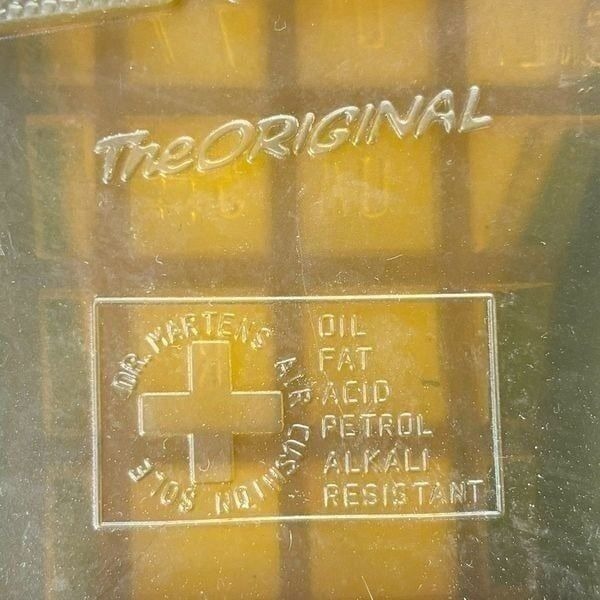 The ORIGINAL
DR. MARTENS AIR CUSHION SOLE
OIL
FAT
ACID
PETROL
ALKALI
RESISTANT